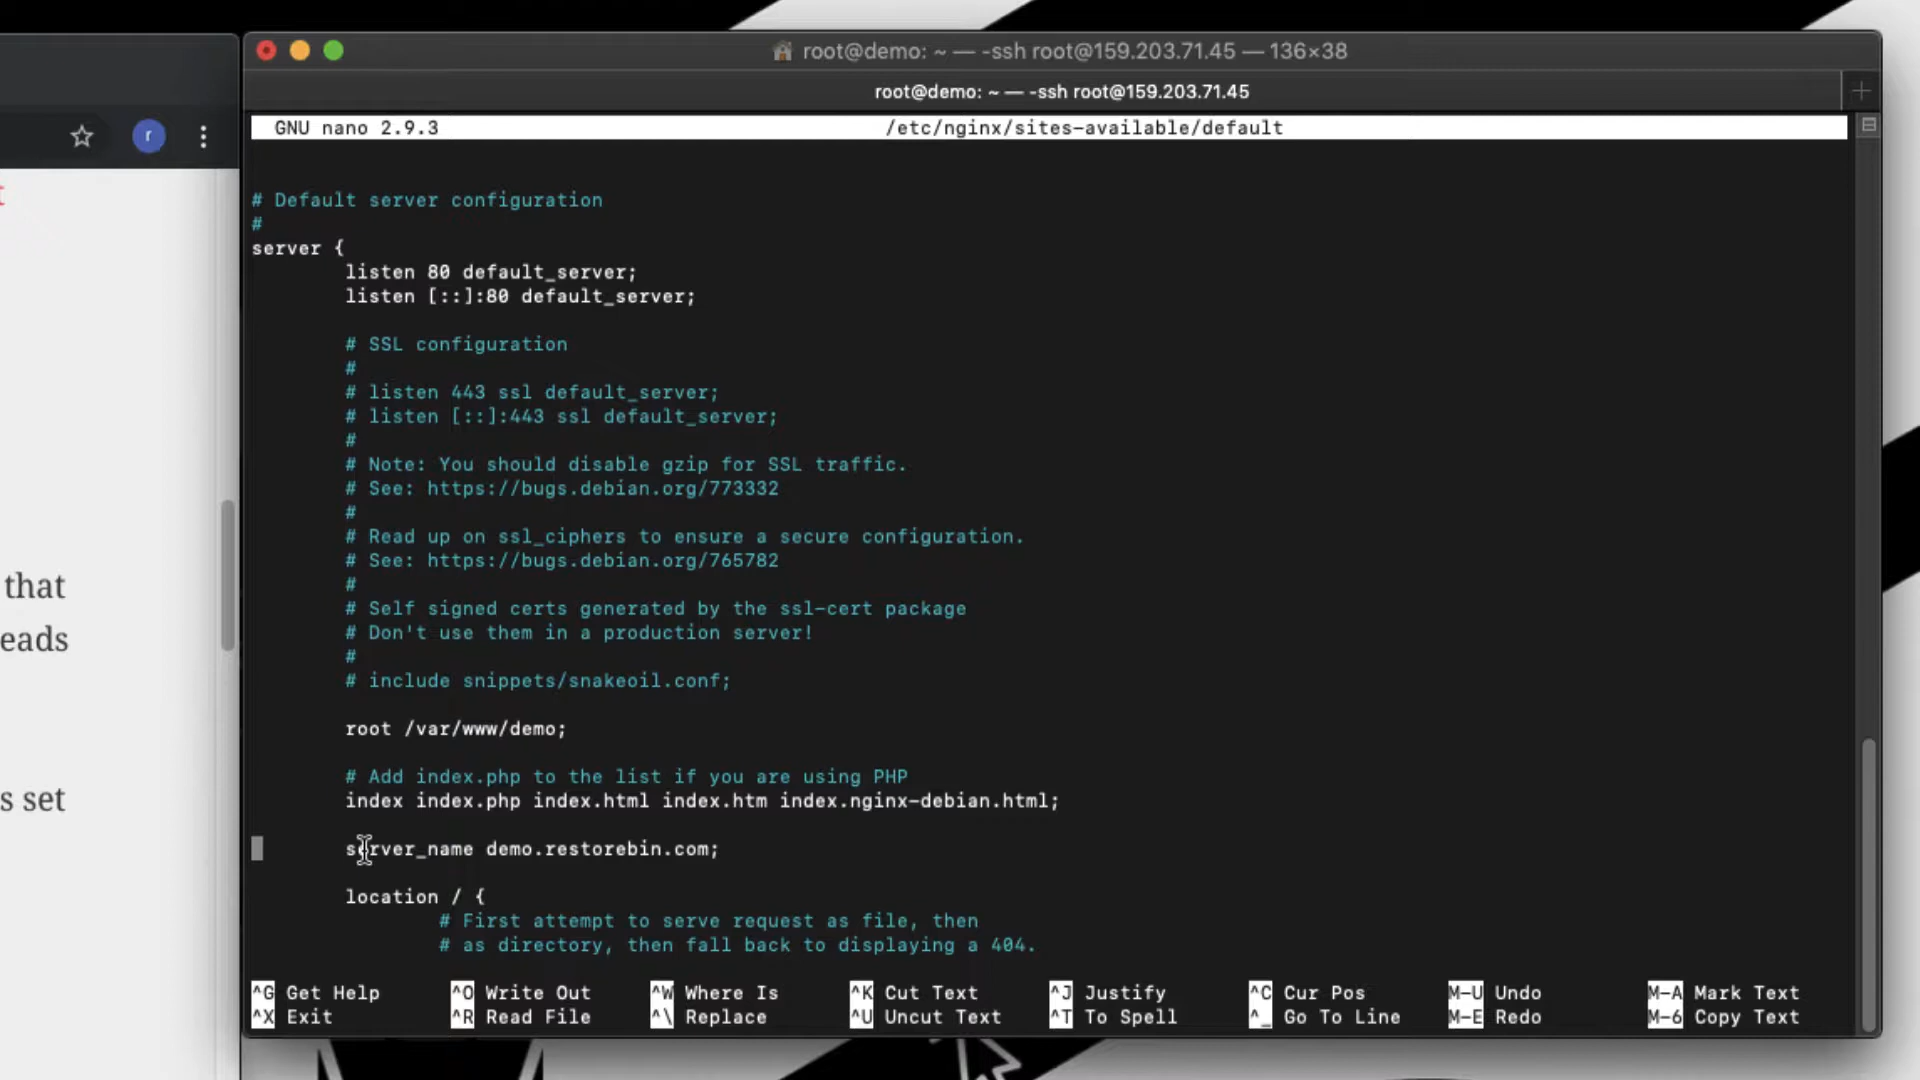 root@demo: ~ — -ssh root@159.203.71.45 — 136×38
root@demo: ~ — -ssh root@159.203.71.45
r
GNU nano 2.9.3 /etc/nginx/sites-available/default
# Default server configuration
#
server {
listen 80 default_server;
listen [::]:80 default_server;
# SSL configuration
#
# listen 443 ssl default_server;
# listen [::]:443 ssl default_server;
#
# Note: You should disable gzip for SSL traffic.
# See: https://bugs.debian.org/773332
#
# Read up on ssl_ciphers to ensure a secure configuration.
# See: https://bugs.debian.org/765782
#
# Self signed certs generated by the ssl-cert package
# Don't use them in a production server!
#
# include snippets/snakeoil.conf;
root /var/www/demo;
# Add index.php to the list if you are using PHP
index index.php index.html index.htm index.nginx-debian.html;
server_name demo.restorebin.com;
location / {
# First attempt to serve request as file, then
# as directory, then fall back to displaying a 404.
^G Get Help ^O Write Out ^W Where Is ^K Cut Text ^J Justify ^C Cur Pos M-U Undo M-A Mark Text
^X Exit ^R Read File ^\ Replace ^U Uncut Text ^T To Spell ^_ Go To Line M-E Redo M-6 Copy Text
that
eads
s set